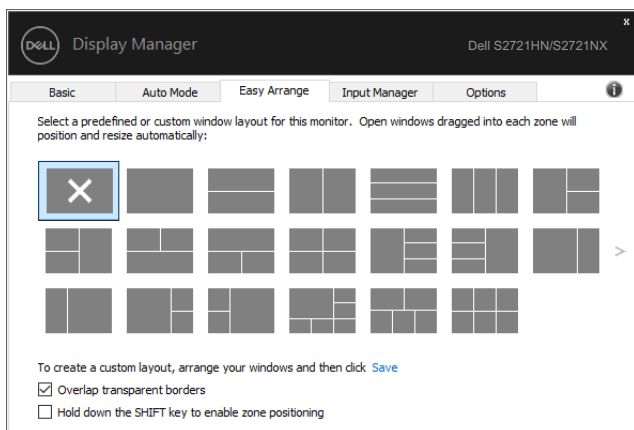 DELL Display Manager Dell S2721HN/S2721NX
Basic Auto Mode Easy Arrange Input Manager Options
Select a predefined or custom window layout for this monitor. Open windows dragged into each zone will
position and resize automatically:
To create a custom layout, arrange your windows and then click Save
Overlap transparent borders
Hold down the SHIFT key to enable zone positioning